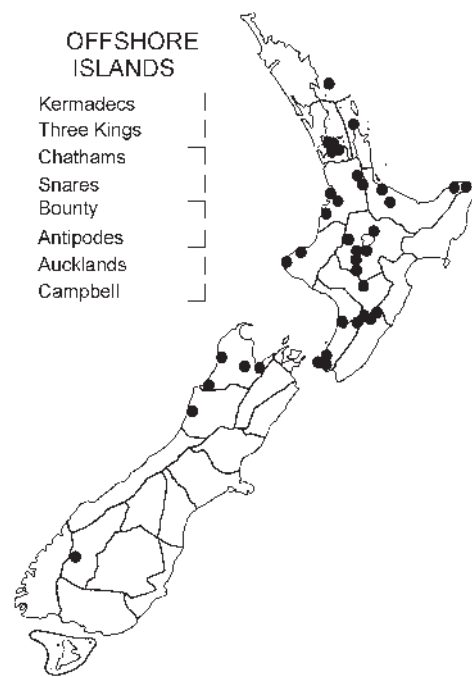 OFFSHORE
ISLANDS
Kermadecs
Three Kings
Chathams
Snares
Bounty
Antipodes
Aucklands
Campbell